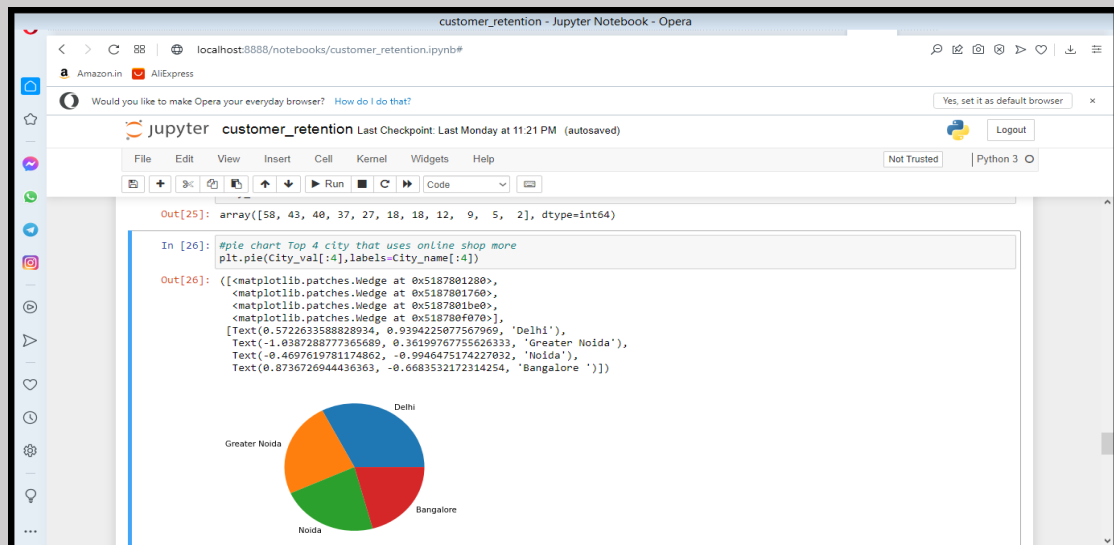 customer_retention - Jupyter Notebook - Opera
localhost:8888/notebooks/customer_retention.ipynb#
a Amazon.in AliExpress
Would you like to make Opera your everyday browser? How do I do that? Yes, set it as default browser ×
jupyter customer_retention Last Checkpoint: Last Monday at 11:21 PM (autosaved) Logout
File Edit View Insert Cell Kernel Widgets Help Not Trusted Python 3
Run Code
Out[25]: array([58, 43, 40, 37, 27, 18, 18, 12,  9,  5,  2], dtype=int64)
In [26]: #pie chart Top 4 city that uses online shop more
plt.pie(City_val[:4],labels=City_name[:4])
Out[26]: ([<matplotlib.patches.Wedge at 0x5187801280>,
<matplotlib.patches.Wedge at 0x5187801760>,
<matplotlib.patches.Wedge at 0x5187801be0>,
<matplotlib.patches.Wedge at 0x518780f070>],
[Text(0.5722633588828934, 0.9394225077567969, 'Delhi'),
Text(-1.0387288777365689, 0.36199767755626333, 'Greater Noida'),
Text(-0.4697619781174862, -0.9946475174227032, 'Noida'),
Text(0.8736726944436363, -0.6683532172314254, 'Bangalore ')])
Delhi
Greater Noida
Bangalore
Noida